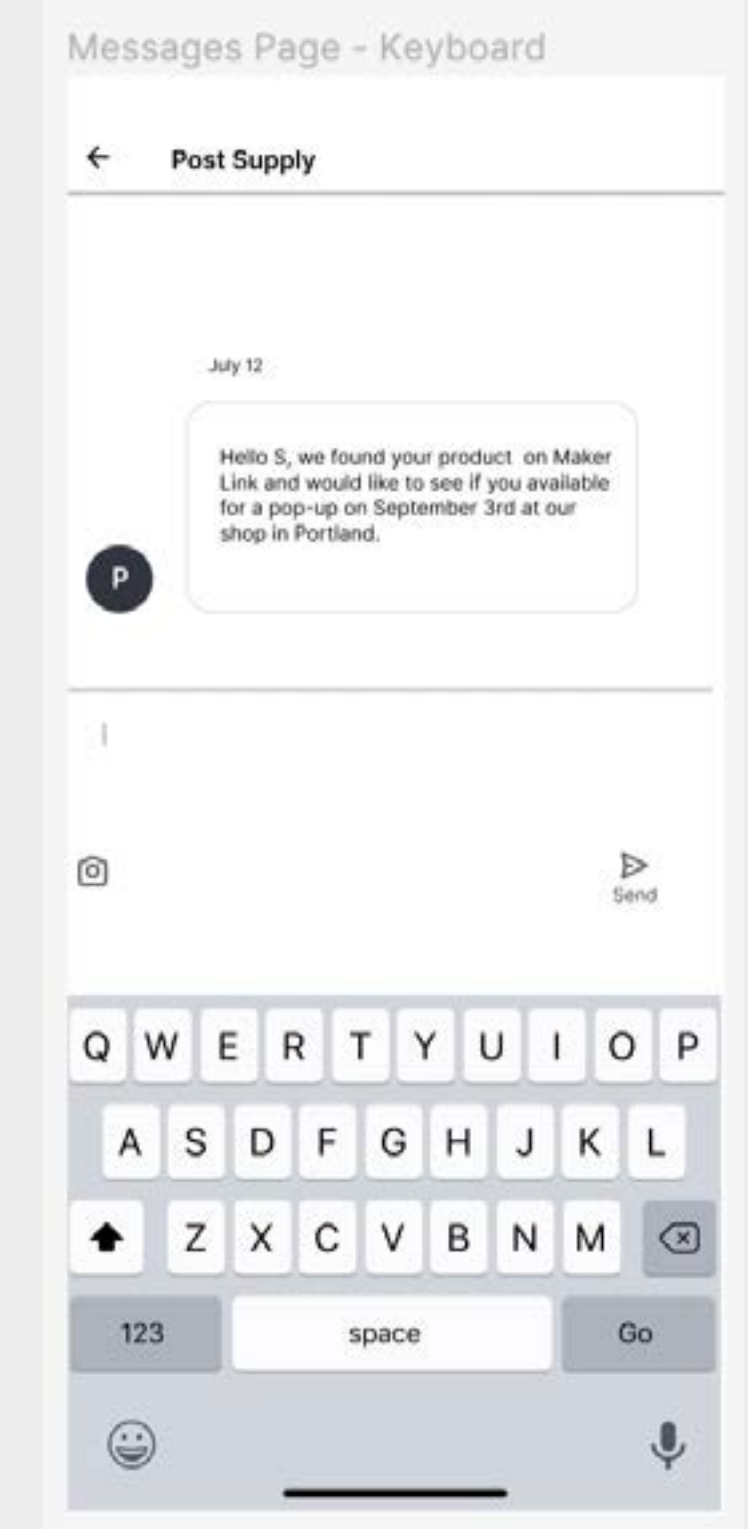 Messages Page - Keyboard
Post Supply
July 12
Hello S, we found your product on Maker
Link and would like to see if you available
for a pop-up on September 3rd at our
shop in Portland.
P
Send
Q W E R T Y U I O P
A S D F G H J K L
Z X C V B N M
123 space Go